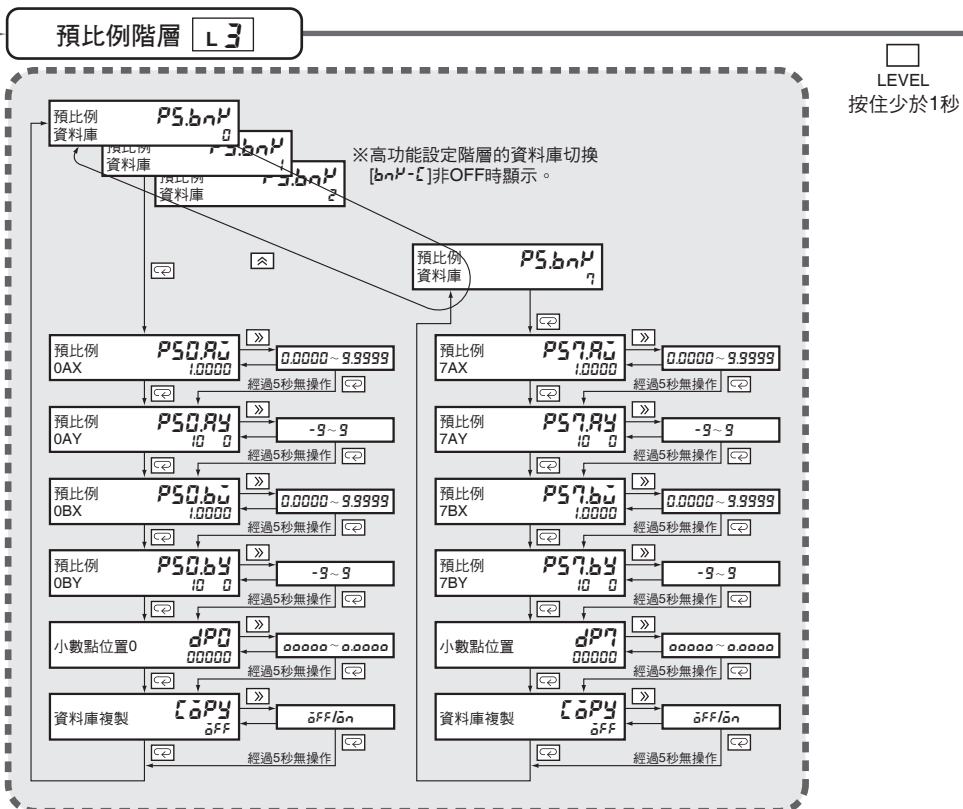 預比例階層 L 3
LEVEL
按住少於1秒
預比例
資料庫
PS.bnK
0
預比例
資料庫
PS.bnK
1
預比例
資料庫
PS.bnK
2
※高功能設定階層的資料庫切換
[bnK-C]非OFF時顯示。
預比例
資料庫
PS.bnK
7
預比例
0AX
PS0.AX
1.0000
0.0000~9.9999
經過5秒無操作
預比例
0AY
PS0.AY
10 0
-9~9
經過5秒無操作
預比例
0BX
PS0.bX
1.0000
0.0000~9.9999
經過5秒無操作
預比例
0BY
PS0.bY
10 0
-9~9
經過5秒無操作
小數點位置0
dP0
00000
00000~0.0000
經過5秒無操作
資料庫複製
CoPY
oFF
oFF/on
經過5秒無操作
預比例
7AX
PS7.AX
1.0000
0.0000~9.9999
經過5秒無操作
預比例
7AY
PS7.AY
10 0
-9~9
經過5秒無操作
預比例
7BX
PS7.bX
1.0000
0.0000~9.9999
經過5秒無操作
預比例
7BY
PS7.bY
10 0
-9~9
經過5秒無操作
小數點位置
dP7
00000
00000~0.0000
經過5秒無操作
資料庫複製
CoPY
oFF
oFF/on
經過5秒無操作